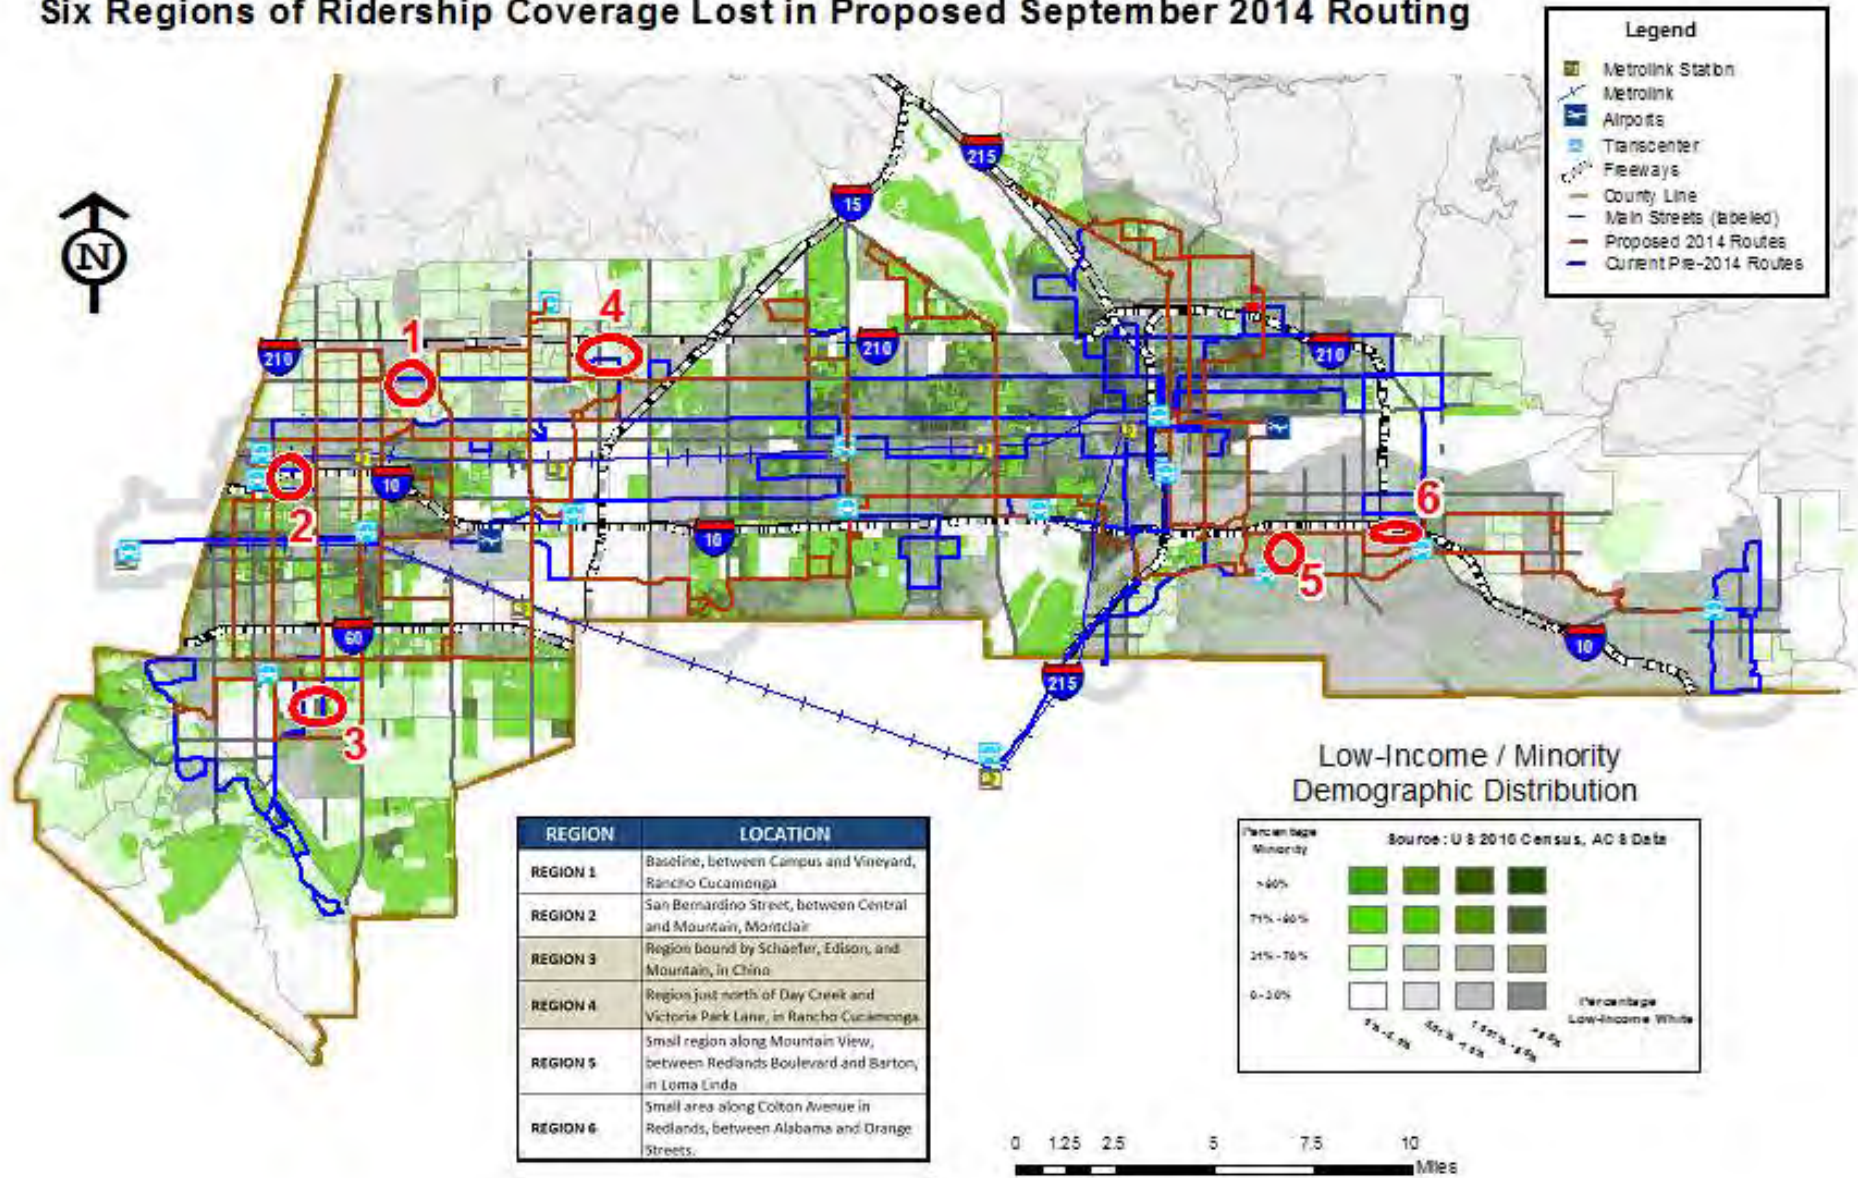 Six Regions of Ridership Coverage Lost in Proposed September 2014 Routing
Legend
Metrolink Station
Metrolink
Airports
Transcenter
Freeways
County Line
Main Streets (labeled)
Proposed 2014 Routes
Current Pre-2014 Routes
N
215
15
4
1
210
210
210
10
2
6
10
5
60
10
215
3
Low-Income / Minority
Demographic Distribution
Percentage
Minority
Source: US 2010 Census, ACS Data
71% -
0 -
Percentage
Low-Income White
REGION LOCATION
REGION 1 Baseline, between Campus and Vineyard,
Rancho Cucamonga
REGION 2 San Bernardino Street, between Central
and Mountain, Montclair
REGION 3 Region bound by Schaefer, Edison, and
Mountain, in Chino
REGION 4 Region just north of Day Creek and
Victoria Park Lane, in Rancho Cucamonga
REGION 5 Small region along Mountain View,
between Redlands Boulevard and Barton,
in Loma Linda
REGION 6 Small area along Colton Avenue in
Redlands, between Alabama and Orange
Streets.
0 1.25 2.5 5 7.5 10
Miles